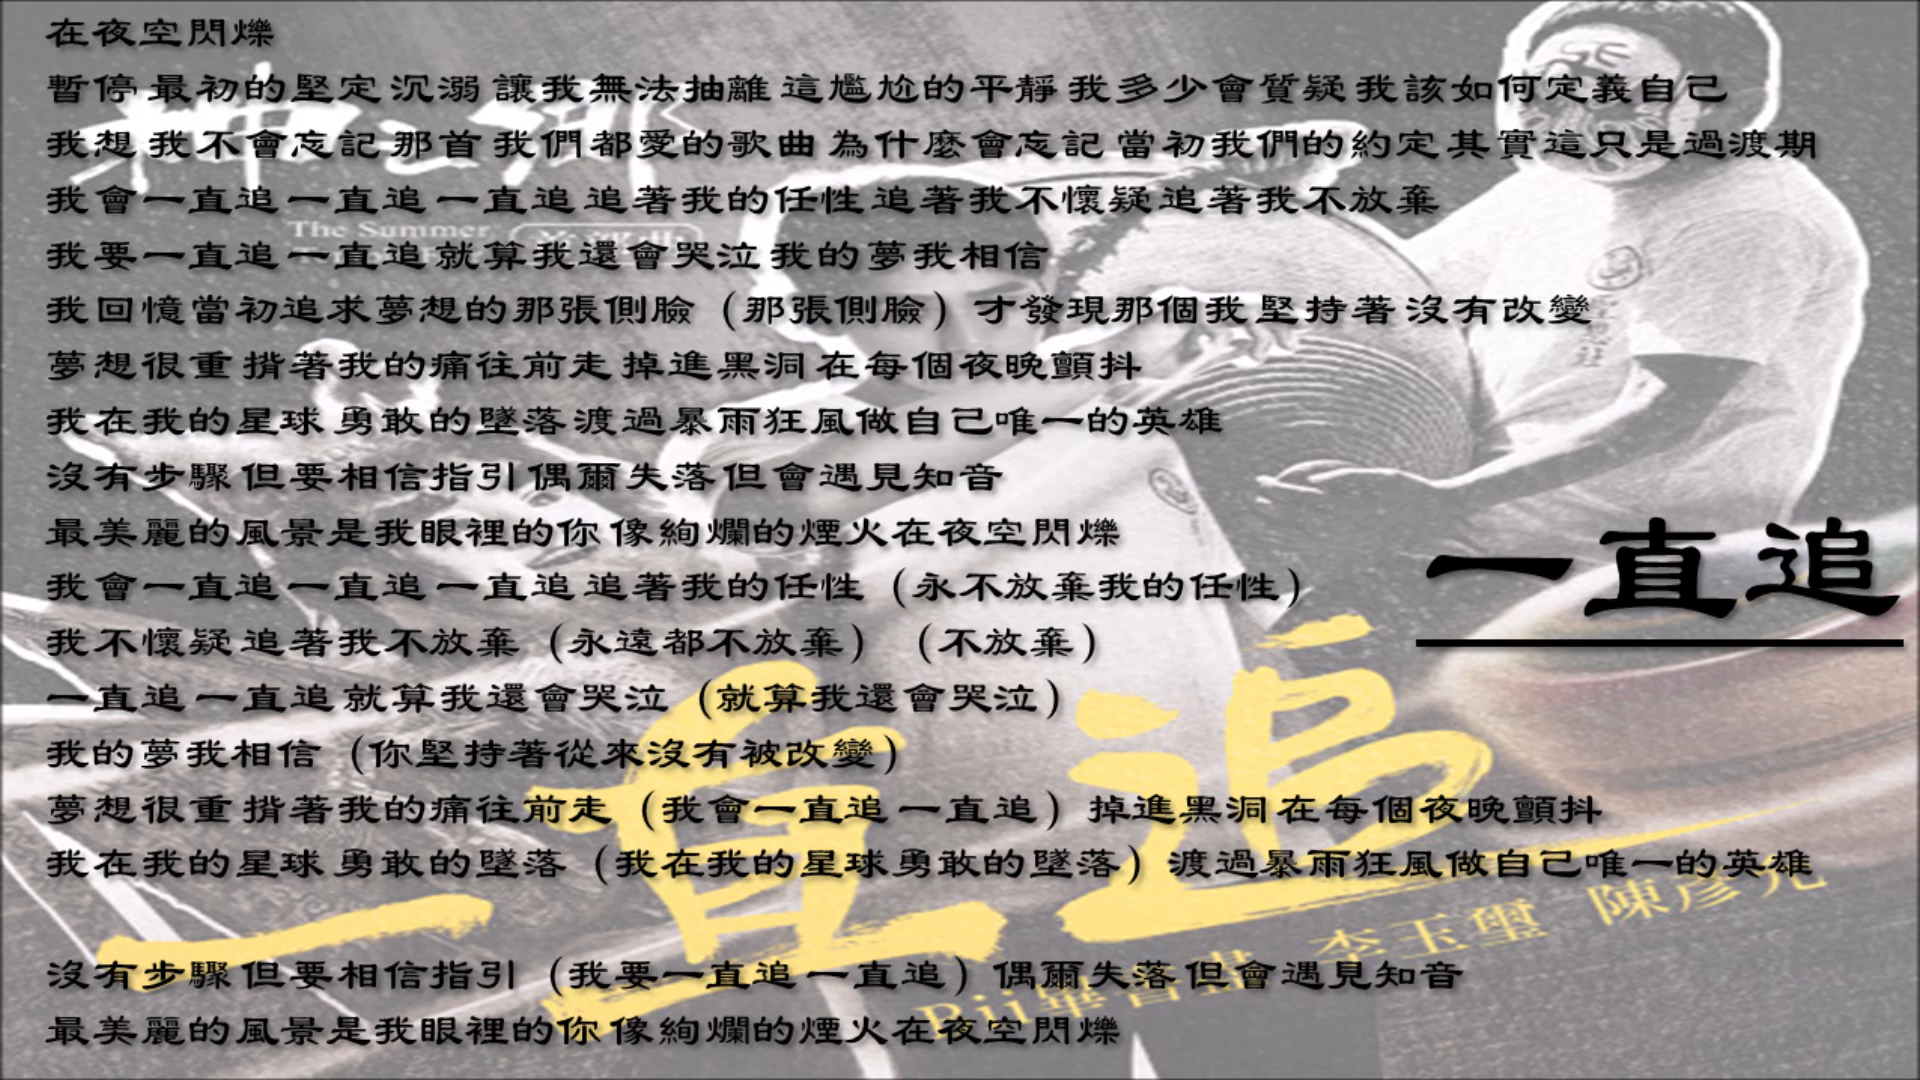 在夜空閃爍
暫停 最初的堅定 沉溺 讓我無法抽離 這尷尬的平靜 我多少會質疑 我該如何定義自己
我想 我不會忘記 那首 我們都愛的歌曲 為什麼會忘記 當初我們的約定 其實這只是過渡期
我會一直追 一直追 一直追 追著我的任性 追著我不懷疑 追著我不放棄
我要一直追 一直追 就算我還會哭泣 我的夢我相信
我回憶當初追求夢想的那張側臉（那張側臉）才發現那個我 堅持著 沒有改變
夢想很重 揹著我的痛往前走 掉進黑洞 在每個夜晚顫抖
我在我的星球 勇敢的墜落 渡過暴雨狂風做自己唯一的英雄
沒有步驟 但要相信指引 偶爾失落 但會遇見知音
最美麗的風景是我眼裡的你 像絢爛的煙火在夜空閃爍
我會一直追 一直追 一直追 追著我的任性（永不放棄我的任性）
我不懷疑 追著我不放棄（永遠都不放棄）（不放棄）
一直追 一直追 就算我還會哭泣（就算我還會哭泣）
我的夢我相信（你堅持著從來沒有被改變）
夢想很重 揹著我的痛往前走（我會一直追 一直追）掉進黑洞 在每個夜晚顫抖
我在我的星球 勇敢的墜落（我在我的星球勇敢的墜落）渡過暴雨狂風做自己唯一的英雄
沒有步驟 但要相信指引（我要一直追 一直追）偶爾失落 但會遇見知音
最美麗的風景是我眼裡的你 像絢爛的煙火在夜空閃爍
一直追
神之鄉
The Summer
一直追
Pii 畢書盡 李玉璽 陳彥允